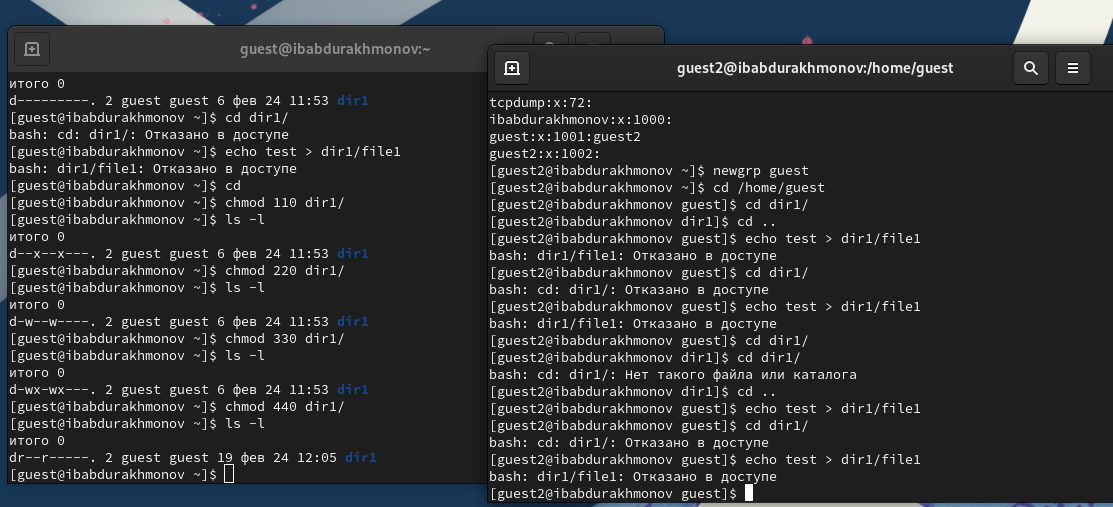 guest@ibabdurakhmonov:~
итого 0
d---------. 2 guest guest 6 фев 24 11:53 dir1
[guest@ibabdurakhmonov ~]$ cd dir1/
bash: cd: dir1/: Отказано в доступе
[guest@ibabdurakhmonov ~]$ echo test > dir1/file1
bash: dir1/file1: Отказано в доступе
[guest@ibabdurakhmonov ~]$ cd
[guest@ibabdurakhmonov ~]$ chmod 110 dir1/
[guest@ibabdurakhmonov ~]$ ls -l
итого 0
d--x--x---. 2 guest guest 6 фев 24 11:53 dir1
[guest@ibabdurakhmonov ~]$ chmod 220 dir1/
[guest@ibabdurakhmonov ~]$ ls -l
итого 0
d-w--w----. 2 guest guest 6 фев 24 11:53 dir1
[guest@ibabdurakhmonov ~]$ chmod 330 dir1/
[guest@ibabdurakhmonov ~]$ ls -l
итого 0
d-wx-wx---. 2 guest guest 6 фев 24 11:53 dir1
[guest@ibabdurakhmonov ~]$ chmod 440 dir1/
[guest@ibabdurakhmonov ~]$ ls -l
итого 0
dr--r-----. 2 guest guest 19 фев 24 12:05 dir1
[guest@ibabdurakhmonov ~]$
guest2@ibabdurakhmonov:/home/guest
tcpdump:x:72:
ibabdurakhmonov:x:1000:
guest:x:1001:guest2
guest2:x:1002:
[guest2@ibabdurakhmonov ~]$ newgrp guest
[guest2@ibabdurakhmonov ~]$ cd /home/guest
[guest2@ibabdurakhmonov guest]$ cd dir1/
[guest2@ibabdurakhmonov dir1]$ cd ..
[guest2@ibabdurakhmonov guest]$ echo test > dir1/file1
bash: dir1/file1: Отказано в доступе
[guest2@ibabdurakhmonov guest]$ cd dir1/
bash: cd: dir1/: Отказано в доступе
[guest2@ibabdurakhmonov guest]$ echo test > dir1/file1
bash: dir1/file1: Отказано в доступе
[guest2@ibabdurakhmonov guest]$ cd dir1/
[guest2@ibabdurakhmonov dir1]$ cd dir1/
bash: cd: dir1/: Нет такого файла или каталога
[guest2@ibabdurakhmonov dir1]$ cd ..
[guest2@ibabdurakhmonov guest]$ echo test > dir1/file1
[guest2@ibabdurakhmonov guest]$ cd dir1/
bash: cd: dir1/: Отказано в доступе
[guest2@ibabdurakhmonov guest]$ echo test > dir1/file1
bash: dir1/file1: Отказано в доступе
[guest2@ibabdurakhmonov guest]$